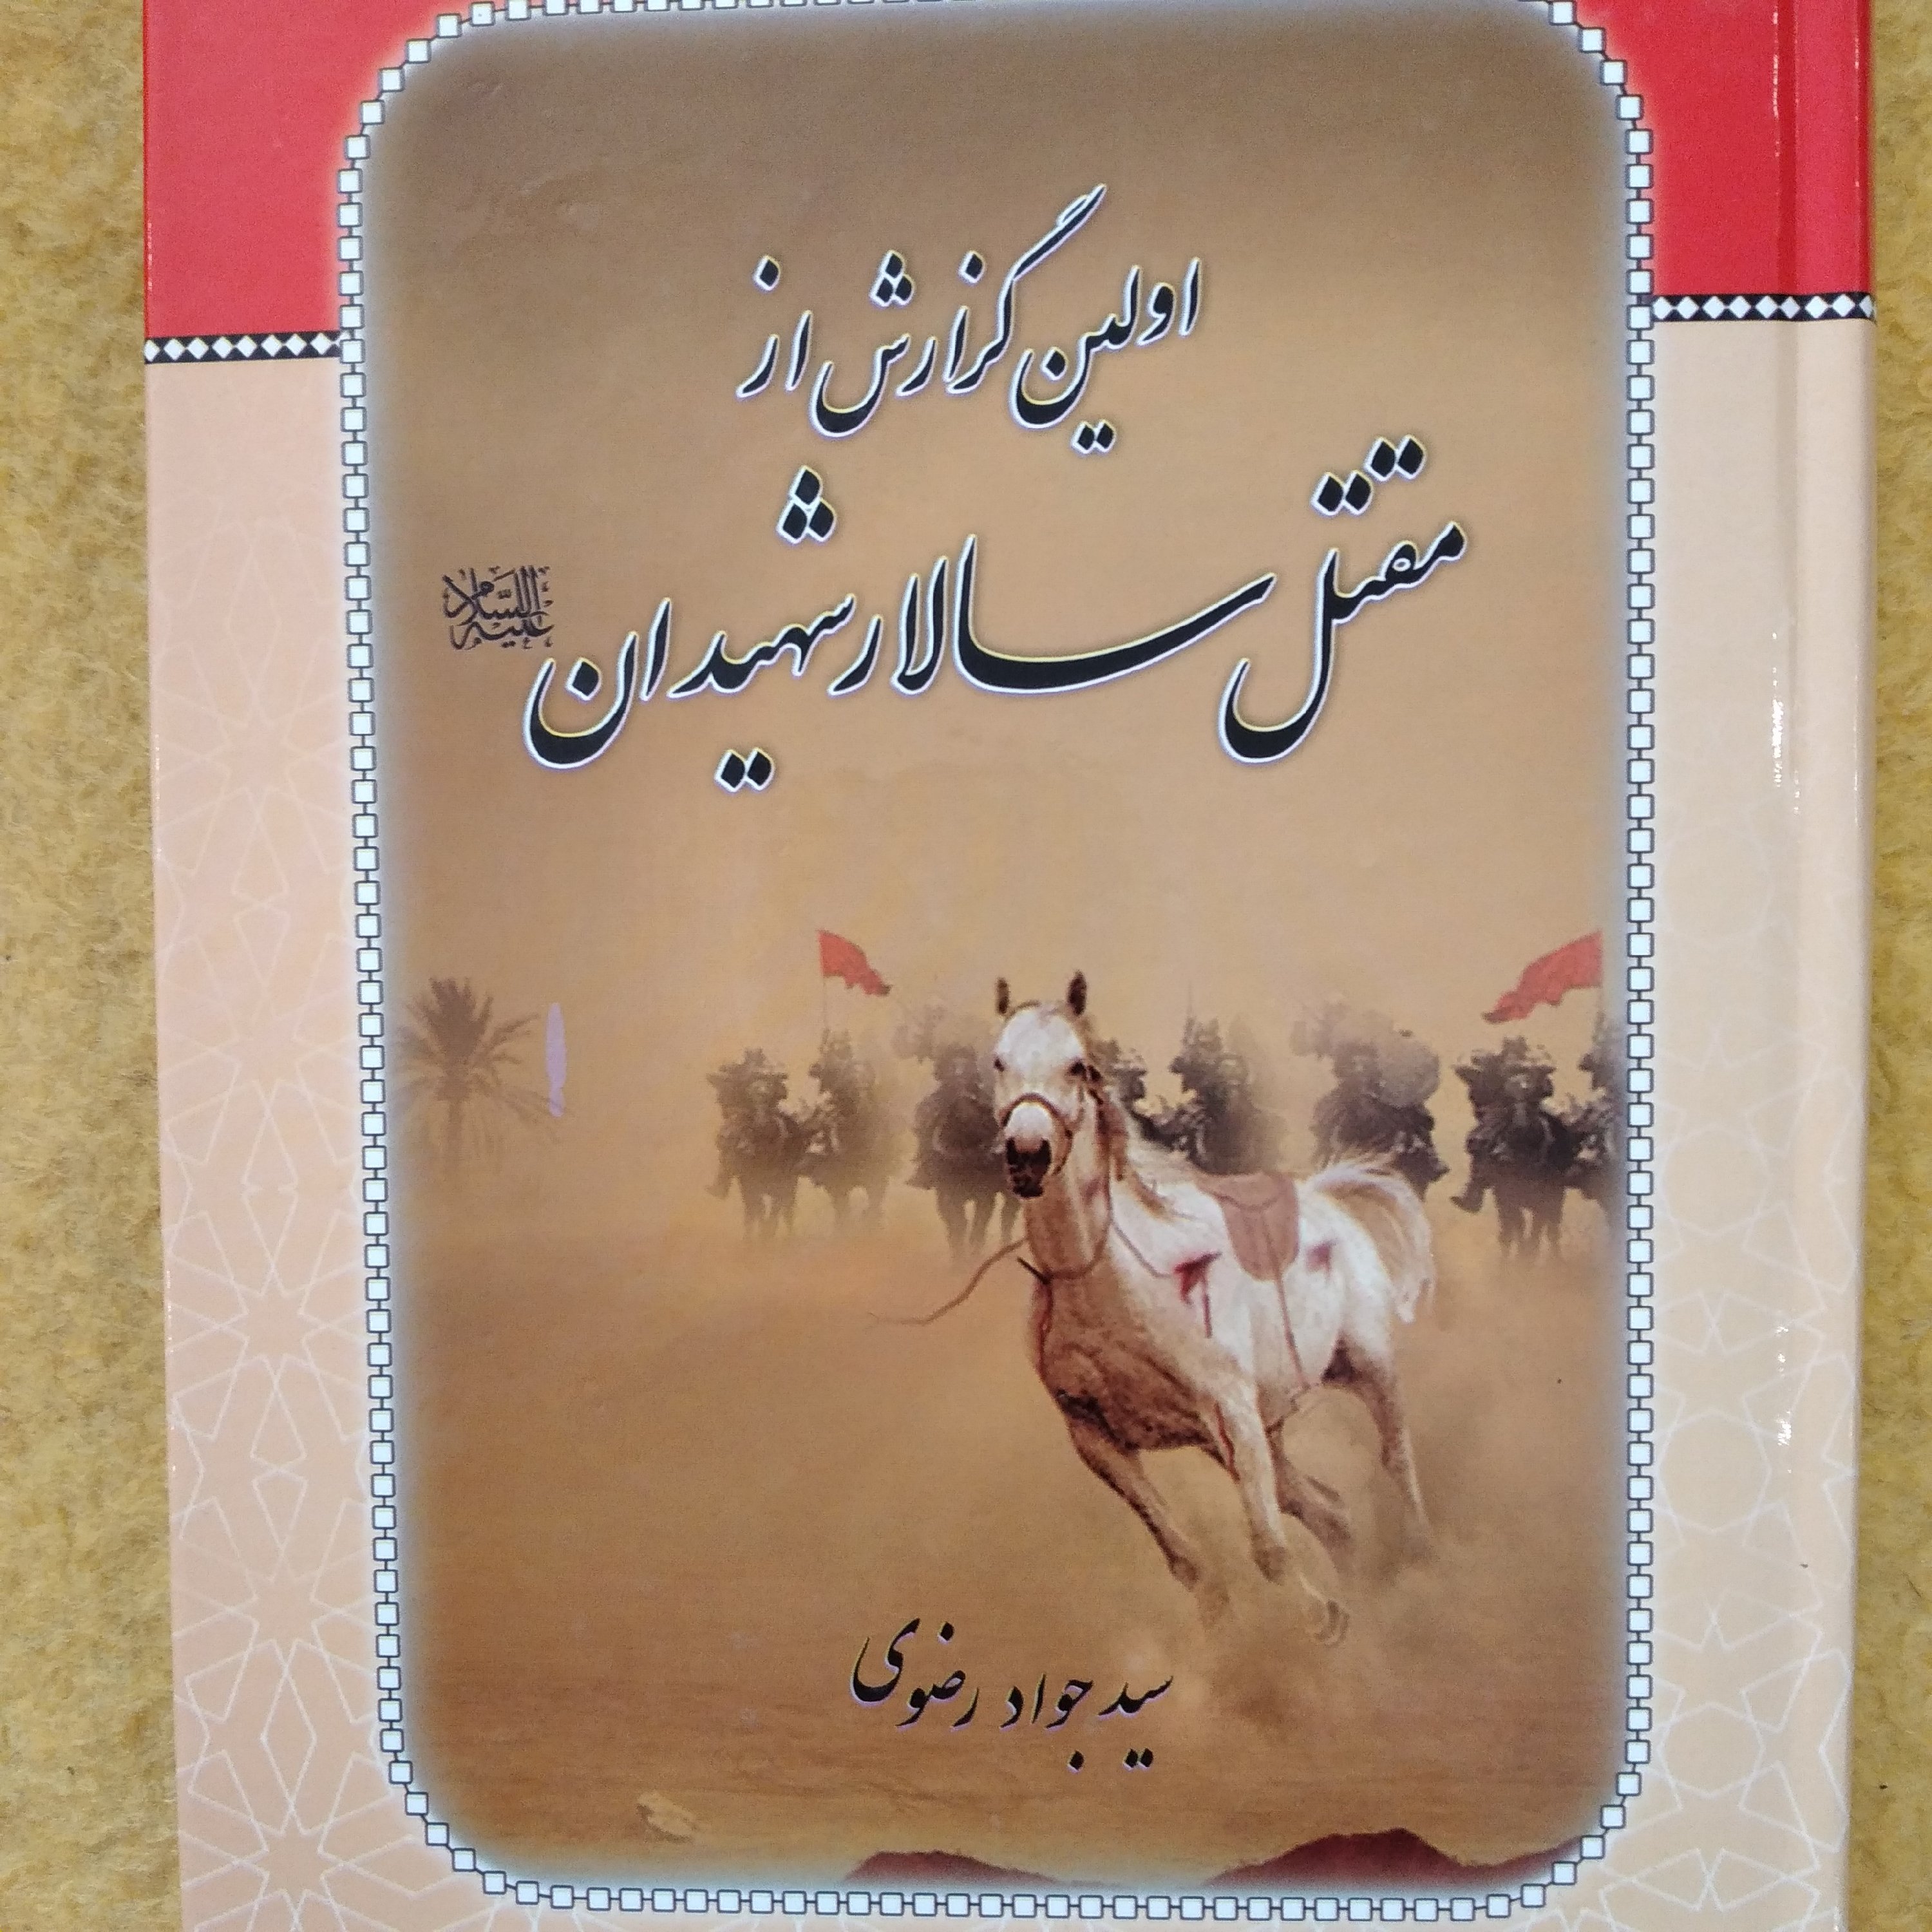 اولین گزارش از
مقتل سالار شهیدان علیه السلام
سید جواد رضوی